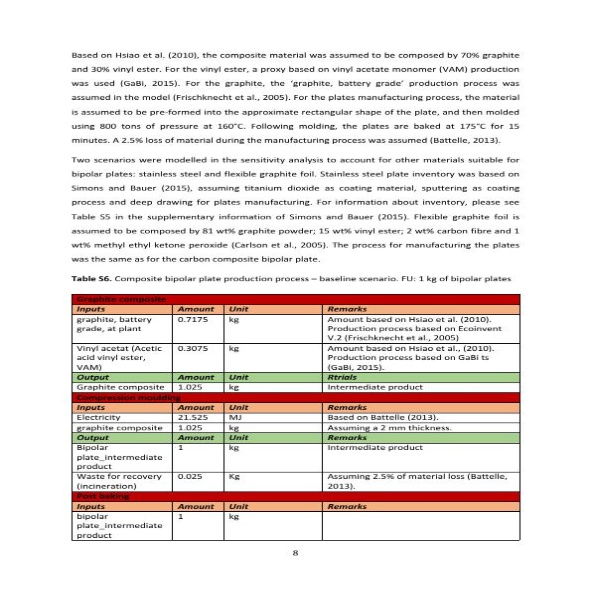 Based on Hsiao et al. (2010), the composite material was assumed to be composed by 70% graphite
and 30% vinyl ester. For the vinyl ester, a proxy based on vinyl acetate monomer (VAM) production
was used (GaBi, 2015). For the graphite, the ‘graphite, battery grade’ production process was
assumed in the model (Frischknecht et al., 2005). For the plates manufacturing process, the material
is assumed to be pre-formed into the approximate rectangular shape of the plate, and then molded
using 800 tons of pressure at 160°C. Following molding, the plates are baked at 175°C for 15
minutes. A 2.5% loss of material during the manufacturing process was assumed (Battelle, 2013).
Two scenarios were modelled in the sensitivity analysis to account for other materials suitable for
bipolar plates: stainless steel and flexible graphite foil. Stainless steel plate inventory was based on
Simons and Bauer (2015), assuming titanium dioxide as coating material, sputtering as coating
process and deep drawing for plates manufacturing. For information about inventory, please see
Table S5 in the supplementary information of Simons and Bauer (2015). Flexible graphite foil is
assumed to be composed by 81 wt% graphite powder; 15 wt% vinyl ester; 2 wt% carbon fibre and 1
wt% methyl ethyl ketone peroxide (Carlson et al., 2005). The process for manufacturing the plates
was the same as for the carbon composite bipolar plate.
Table S6. Composite bipolar plate production process – baseline scenario. FU: 1 kg of bipolar plates
Graphite composite
Inputs Amount Unit Remarks
graphite, battery 0.7175 kg Amount based on Hsiao et al. (2010).
grade, at plant Production process based on Ecoinvent
V.2 (Frischknecht et al., 2005)
Vinyl acetat (Acetic 0.3075 kg Amount based on Hsiao et al., (2010).
acid vinyl ester, Production process based on GaBi ts
VAM) (GaBi, 2015).
Output Amount Unit Rtrials
Graphite composite 1.025 kg Intermediate product
Compression moulding
Inputs Amount Unit Remarks
Electricity 21.525 MJ Based on Battelle (2013).
graphite composite 1.025 kg Assuming a 2 mm thickness.
Output Amount Unit Remarks
Bipolar 1 kg Intermediate product
plate_intermediate
product
Waste for recovery 0.025 Kg Assuming 2.5% of material loss (Battelle,
(incineration) 2013).
Post baking
Inputs Amount Unit Remarks
bipolar 1 kg
plate_intermediate
product
8